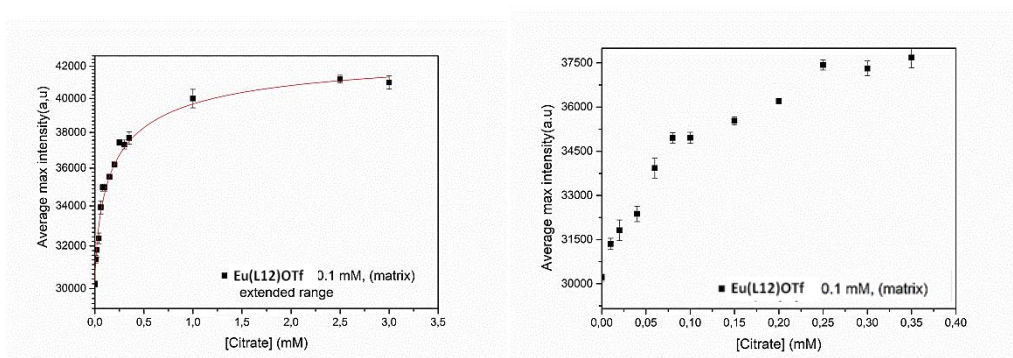 42000
40000
38000
36000
34000
32000
30000
Average max intensity(a,u)
Eu(L12)OTf 0.1 mM, (matrix)
extended range
0,0 0,5 1,0 1,5 2,0 2,5 3,0 3,5
[Citrate] (mM)
37500
36000
34500
33000
31500
30000
Average max intensity(a.u)
Eu(L12)OTf 0.1 mM, (matrix)
0,00 0,05 0,10 0,15 0,20 0,25 0,30 0,35 0,40
[Citrate] (mM)